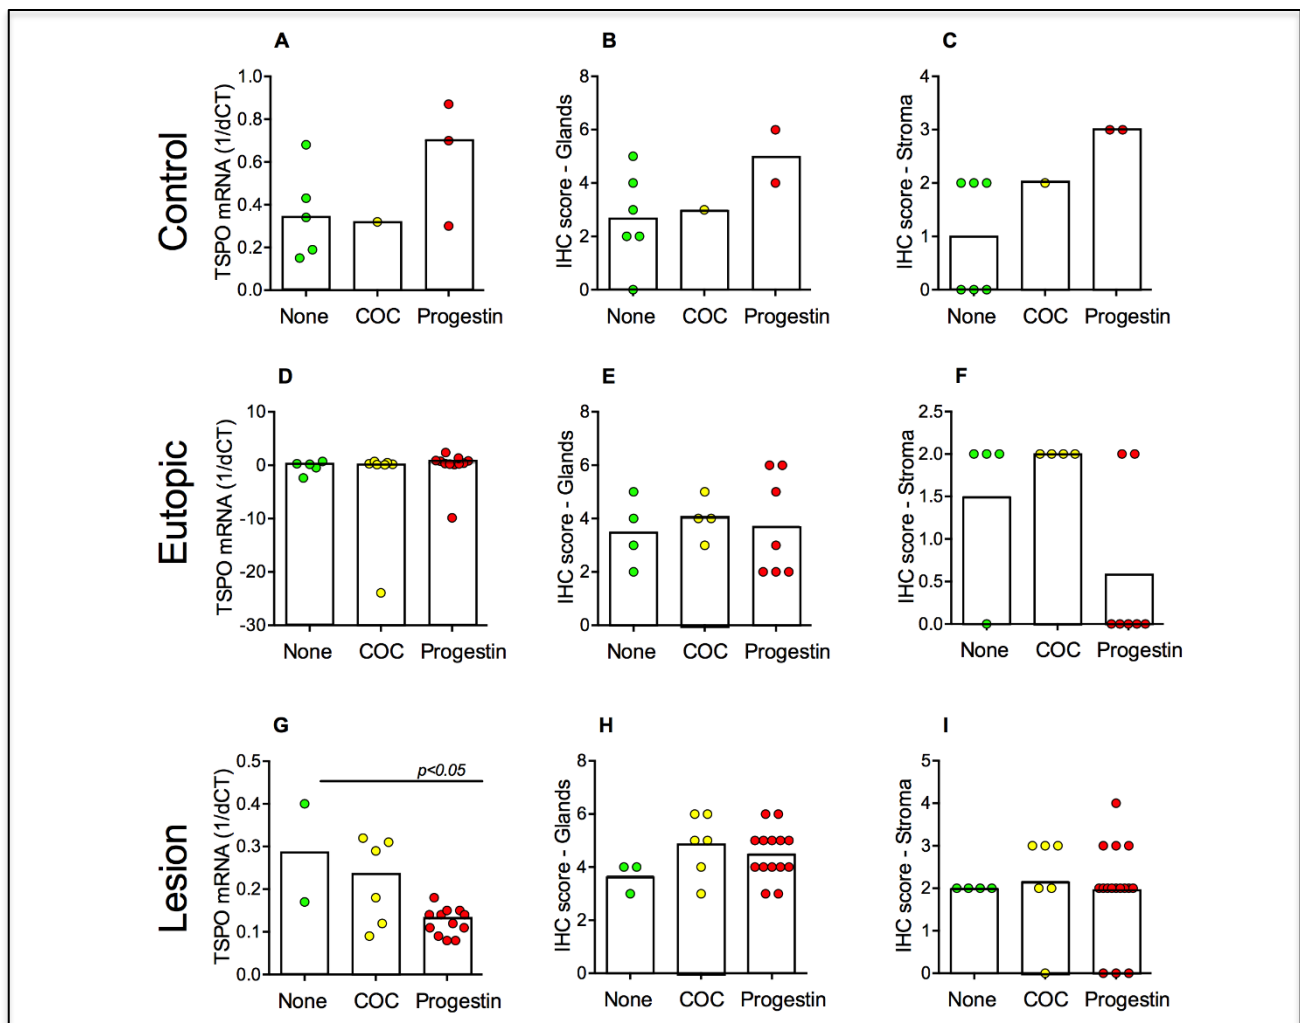 A
B
C
Control
TSPO mRNA (1/dCT)
1.0
0.8
0.6
0.4
0.2
0.0
None COC Progestin
IHC score - Glands
8
6
4
2
0
None COC Progestin
IHC score - Stroma
4
3
2
1
0
None COC Progestin
D
E
F
Eutopic
TSPO mRNA (1/dCT)
10
0
-10
-20
-30
None COC Progestin
IHC score - Glands
8
6
4
2
0
None COC Progestin
IHC score - Stroma
2.5
2.0
1.5
1.0
0.5
0.0
None COC Progestin
G
H
I
Lesion
TSPO mRNA (1/dCT)
0.5
0.4
0.3
0.2
0.1
0.0
p<0.05
None COC Progestin
IHC score - Glands
8
6
4
2
0
None COC Progestin
IHC score - Stroma
5
4
3
2
1
0
None COC Progestin